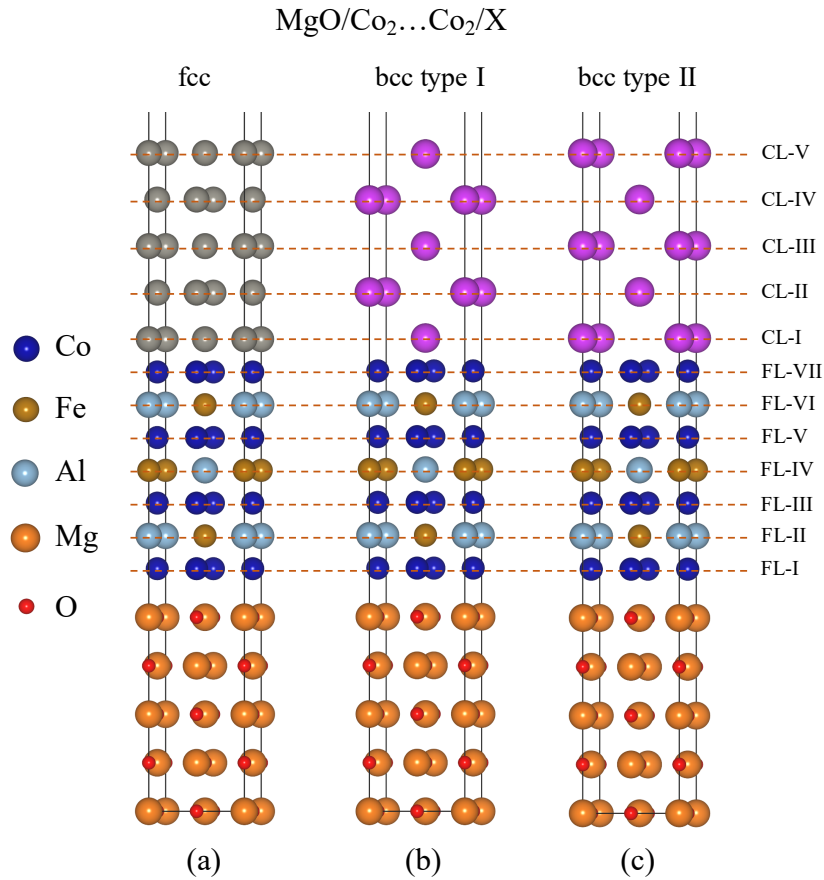 MgO/Co₂…Co₂/X
fcc
bcc type I
bcc type II
CL-V
CL-IV
CL-III
CL-II
CL-I
FL-VII
FL-VI
FL-V
FL-IV
FL-III
FL-II
FL-I
Co
Fe
Al
Mg
O
(a)
(b)
(c)